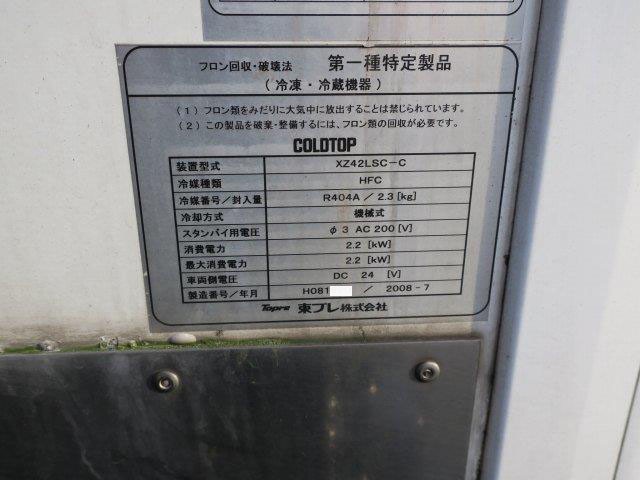 フロン回収・破壊法 第一種特定製品
(冷凍・冷蔵機器)
(1) フロン類をみだりに大気中に放出することは禁じられています。
(2) この製品を破棄・整備するには、フロン類の回収が必要です。
COLDTOP
装置型式 XZ42LSC-C
冷媒種類 HFC
冷媒番号/封入量 R404A / 2.3 [kg]
冷却方式 機械式
スタンバイ用電圧 φ3 AC 200 [V]
消費電力 2.2 [kW]
最大消費電力 2.2 [kW]
車両側電圧 DC 24 [V]
製造番号/年月 H081 / 2008-7
Topre 東プレ株式会社